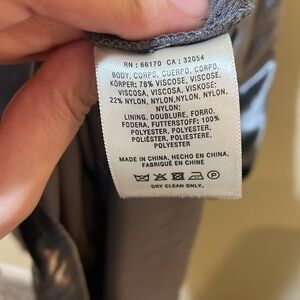 RN : 66170 CA : 32054
BODY, CORPS, CUERPO, CORPO,
KÖRPER: 78% VISCOSE, VISCOSE,
VISCOSA, VISCOSA, VISKOSE;
22% NYLON, NYLON, NYLON, NYLON,
NYLON;
LINING, DOUBLURE, FORRO,
FODERA, FUTTERSTOFF: 100%
POLYESTER, POLYESTER,
POLIÉSTER, POLIESTERE,
POLYESTER
MADE IN CHINA, HECHO EN CHINA,
FABRIQUÉ EN CHINE
DRY CLEAN ONLY.